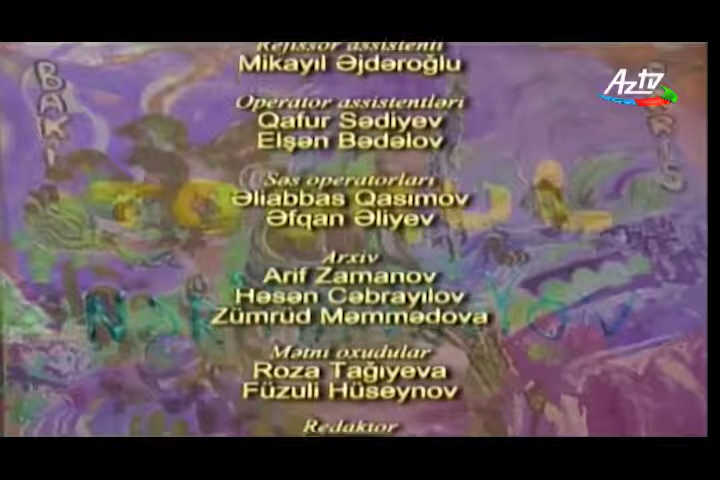 Rejissor assistenti
Mikayıl Əjdəroğlu
Aztv
BAKI
Operator assistentləri
Qafur Sədiyev
Elşən Bədəlov
Səs operatorları
Əliabbas Qasımov
Əfqan Əliyev
Arxiv
Arif Zamanov
Həsən Cəbrayılov
Zümrüd Məmmədova
Mətni oxudular
Roza Tağıyeva
Füzuli Hüseynov
Redaktor